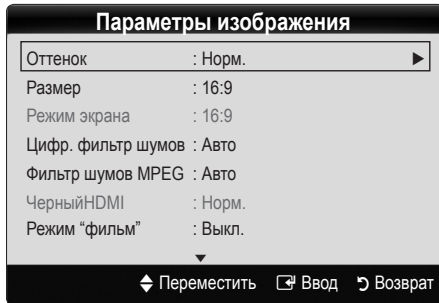 Параметры изображения
Оттенок : Норм. ►
Размер : 16:9
Режим экрана : 16:9
Цифр. фильтр шумов : Авто
Фильтр шумов MPEG : Авто
ЧерныйHDMI : Норм.
Режим “фильм” : Выкл.
▼
Переместить Ввод Возврат